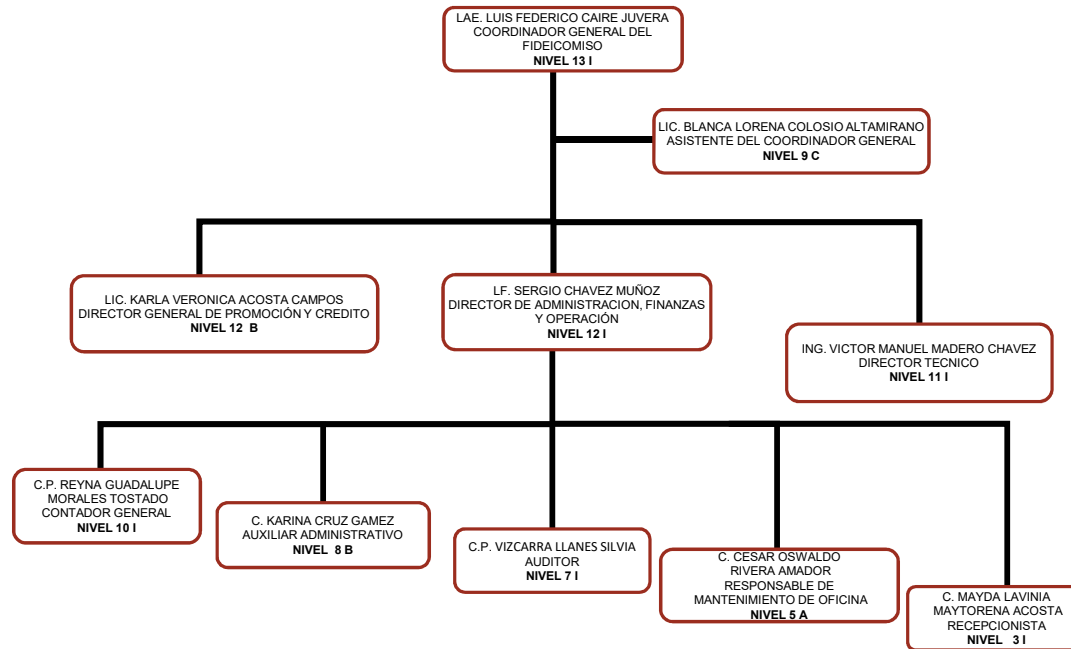 LAE. LUIS FEDERICO CAIRE JUVERA
COORDINADOR GENERAL DEL
FIDEICOMISO
NIVEL 13 I
LIC. BLANCA LORENA COLOSIO ALTAMIRANO
ASISTENTE DEL COORDINADOR GENERAL
NIVEL 9 C
LIC. KARLA VERONICA ACOSTA CAMPOS
DIRECTOR GENERAL DE PROMOCIÓN Y CREDITO
NIVEL 12 B
LF. SERGIO CHAVEZ MUÑOZ
DIRECTOR DE ADMINISTRACION, FINANZAS
Y OPERACIÓN
NIVEL 12 I
ING. VICTOR MANUEL MADERO CHAVEZ
DIRECTOR TECNICO
NIVEL 11 I
C.P. REYNA GUADALUPE
MORALES TOSTADO
CONTADOR GENERAL
NIVEL 10 I
C. KARINA CRUZ GAMEZ
AUXILIAR ADMINISTRATIVO
NIVEL 8 B
C.P. VIZCARRA LLANES SILVIA
AUDITOR
NIVEL 7 I
C. CESAR OSWALDO
RIVERA AMADOR
RESPONSABLE DE
MANTENIMIENTO DE OFICINA
NIVEL 5 A
C. MAYDA LAVINIA
MAYTORENA ACOSTA
RECEPCIONISTA
NIVEL 3 I